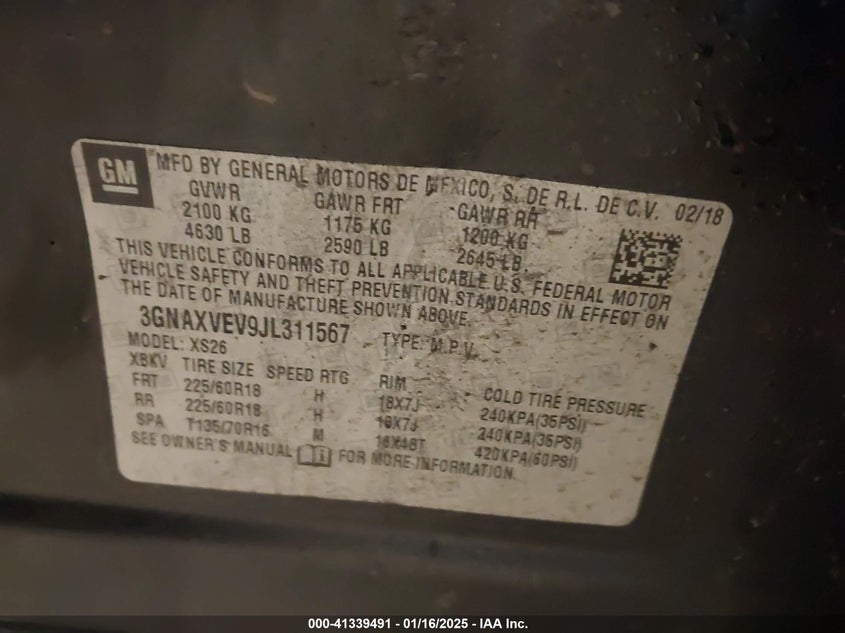 GM
MFD BY GENERAL MOTORS DE MEXICO, S. DE R.L. DE C.V. 02/18
GVWR GAWR FRT GAWR RR
2100 KG 1175 KG 1200 KG
4630 LB 2590 LB 2645 LB
THIS VEHICLE CONFORMS TO ALL APPLICABLE U.S. FEDERAL MOTOR
VEHICLE SAFETY AND THEFT PREVENTION STANDARDS IN EFFECT ON
THE DATE OF MANUFACTURE SHOWN ABOVE.
3GNAXVEV9JL311567 TYPE: M.P.V.
MODEL: XS26
XBKV TIRE SIZE SPEED RTG RIM COLD TIRE PRESSURE
FRT 225/60R18 H 18X7J 240KPA(35PSI)
RR 225/60R18 H 18X7J 240KPA(35PSI)
SPA T135/70R16 M 16X4BT 420KPA(60PSI)
SEE OWNER'S MANUAL FOR MORE INFORMATION.
000-41339491 - 01/16/2025 - IAA Inc.